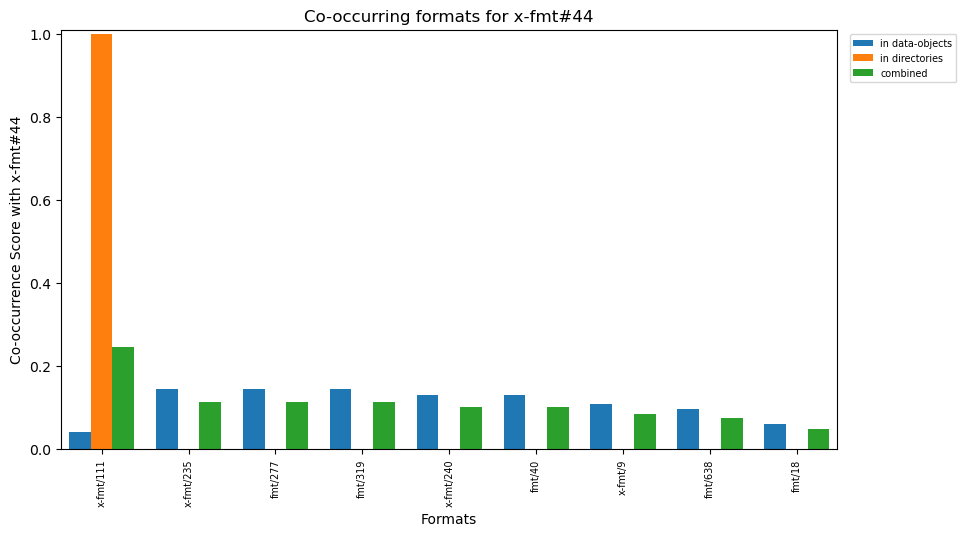 Co-occurring formats for x-fmt#44
in data-objects
in directories
combined
Co-occurrence Score with x-fmt#44
1.0
0.8
0.6
0.4
0.2
0.0
x-fmt/111
x-fmt/235
fmt/277
fmt/319
x-fmt/240
fmt/40
x-fmt/9
fmt/638
fmt/18
Formats